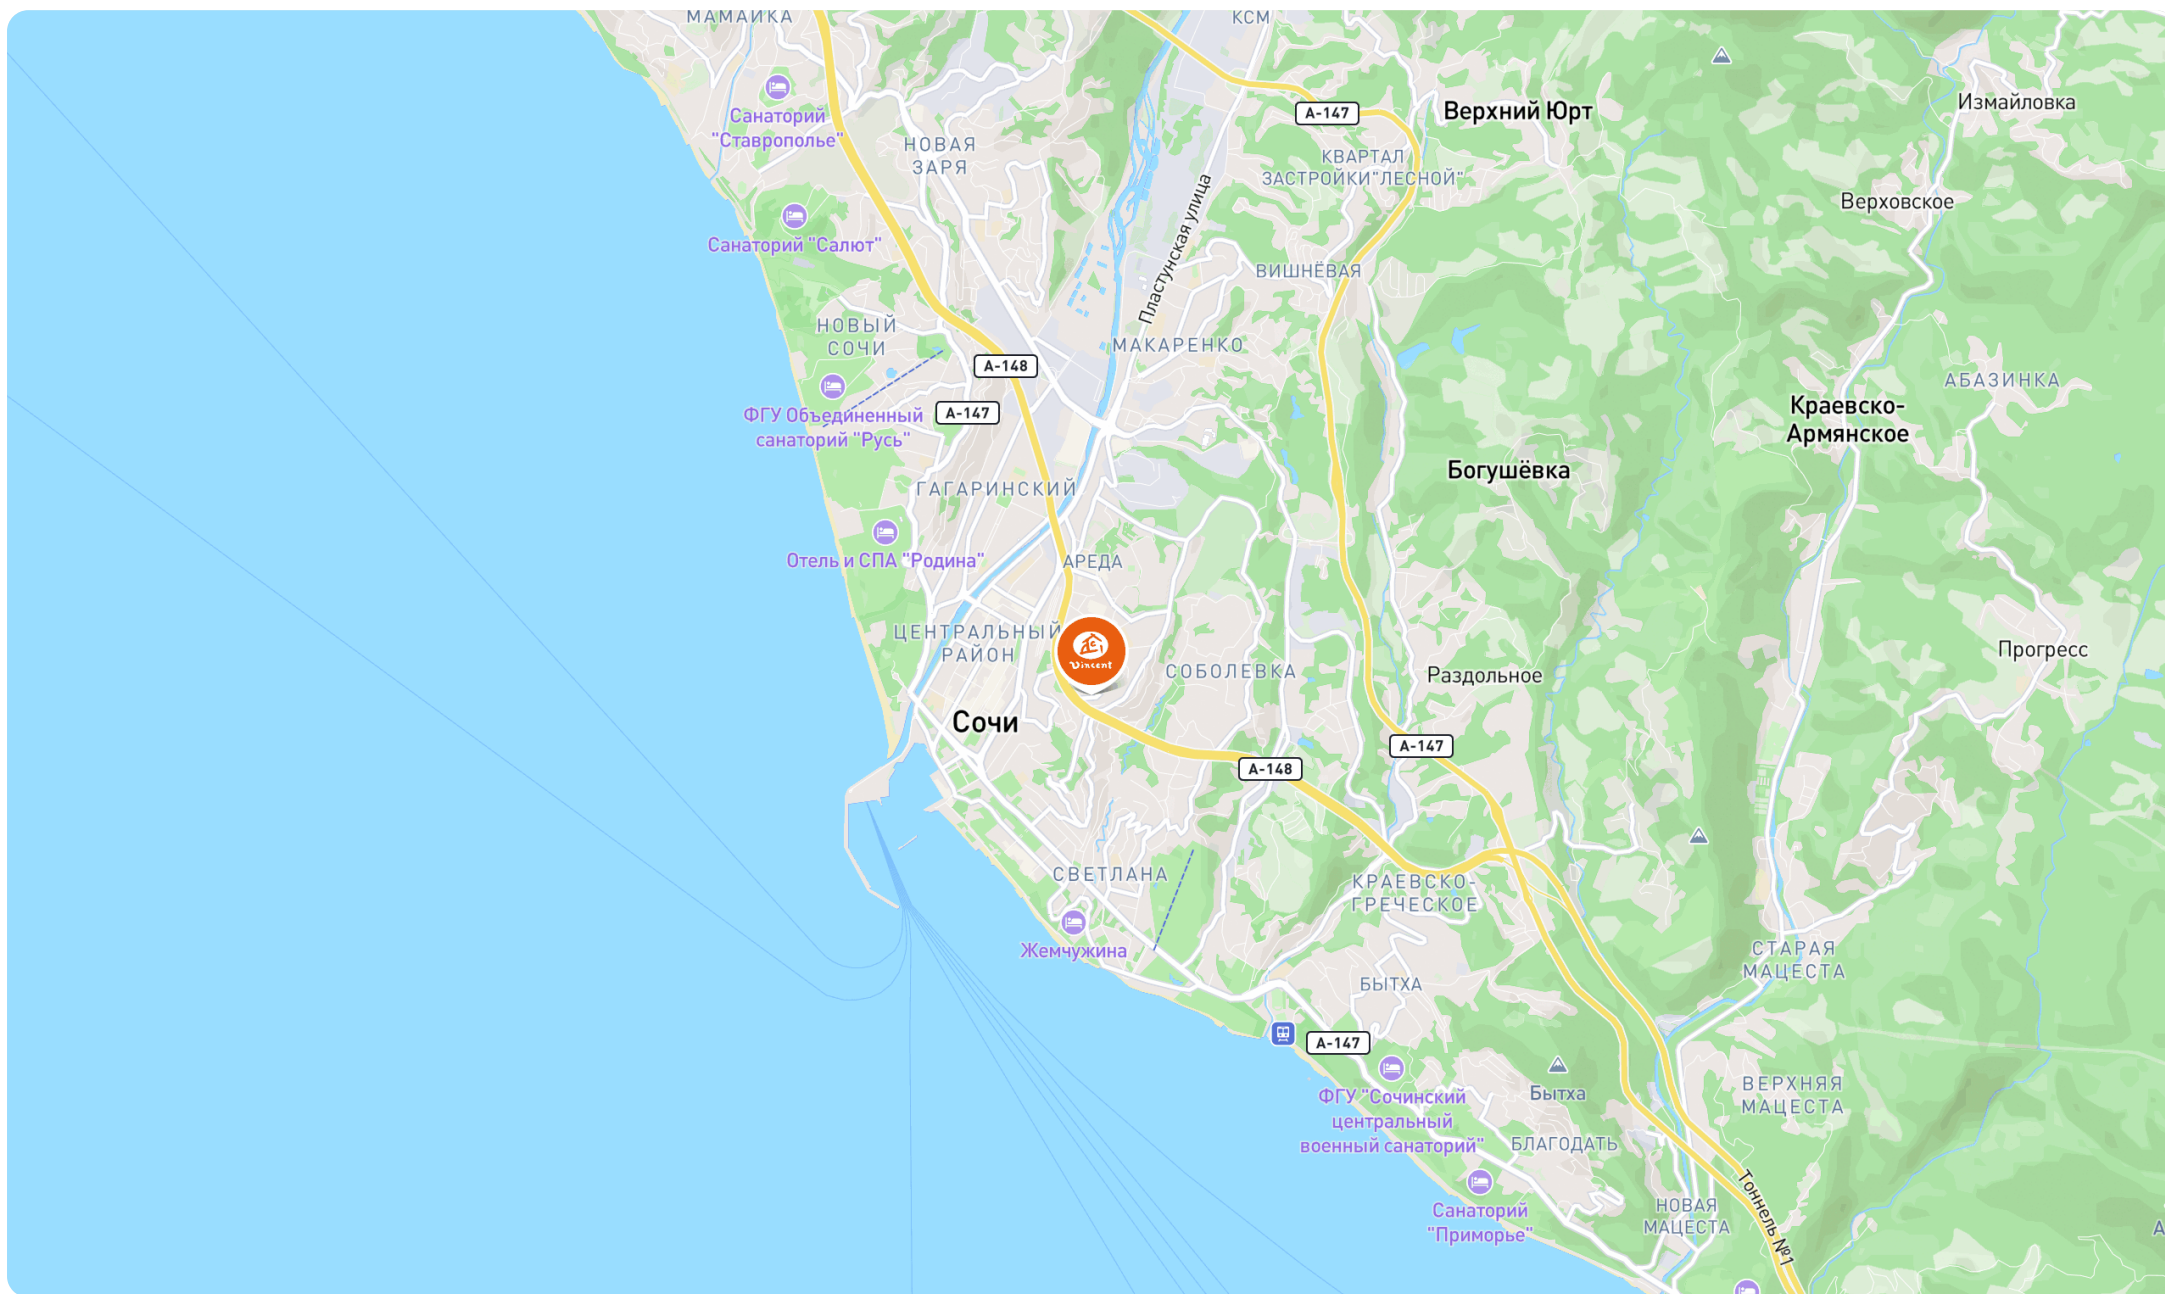 МАМАЙКА
КСМ
Санаторий
"Ставрополье"
А-147
Верхний Юрт
Измайловка
НОВАЯ
ЗАРЯ
КВАРТАЛ
ЗАСТРОЙКИ"ЛЕСНОЙ"
Верховское
Санаторий "Салют"
Пластунская улица
ВИШНЁВАЯ
НОВЫЙ
СОЧИ
МАКАРЕНКО
А-148
АБАЗИНКА
ФГУ Объединенный
санаторий "Русь"
А-147
Краевско-
Армянское
Богушёвка
ГАГАРИНСКИЙ
Отель и СПА "Родина"
АРЕДА
ЦЕНТРАЛЬНЫЙ
РАЙОН
Vincent
СОБОЛЕВКА
Раздольное
Прогресс
Сочи
А-148
А-147
СВЕТЛАНА
КРАЕВСКО-
ГРЕЧЕСКОЕ
Жемчужина
СТАРАЯ
МАЦЕСТА
БЫТХА
А-147
ФГУ "Сочинский
центральный
военный санаторий"
Бытха
ВЕРХНЯЯ
МАЦЕСТА
БЛАГОДАТЬ
Санаторий
"Приморье"
НОВАЯ
МАЦЕСТА
Тоннель №1